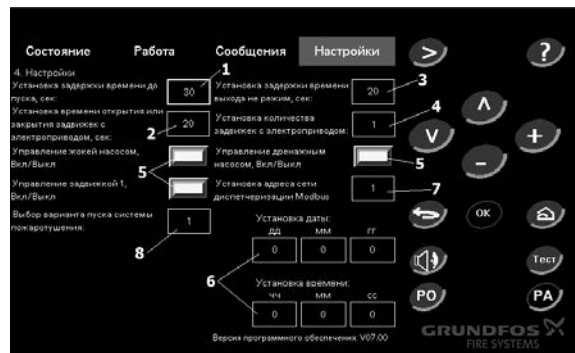 Состояние Работа Сообщения Настройки
4. Настройки
1
Установка задержки времени до
пуска, сек:
30
Установка задержки времени
выхода не режим, сек:
20
3
Установка времени открытия или
закрытия задвижек с
электроприводом, сек:
2
20
Установка количества
задвижек с электроприводом:
1
4
Управление жокей насосом,
Вкл/Выкл
5
Управление дренажным
насосом, Вкл/Выкл
5
Управление задвижкой 1,
Вкл/Выкл
Установка адреса сети
диспетчеризации Modbus
1
7
Выбор варианта пуска системы
пожаротушения:
1
8
Установка даты:
дд мм гг
0 0 0
6
Установка времени:
чч мм сс
0 0 0
Версия программного обеспечения: V07.00
> ?
Λ
V +
-
OK
Тест
РО РА
GRUNDFOS
FIRE SYSTEMS